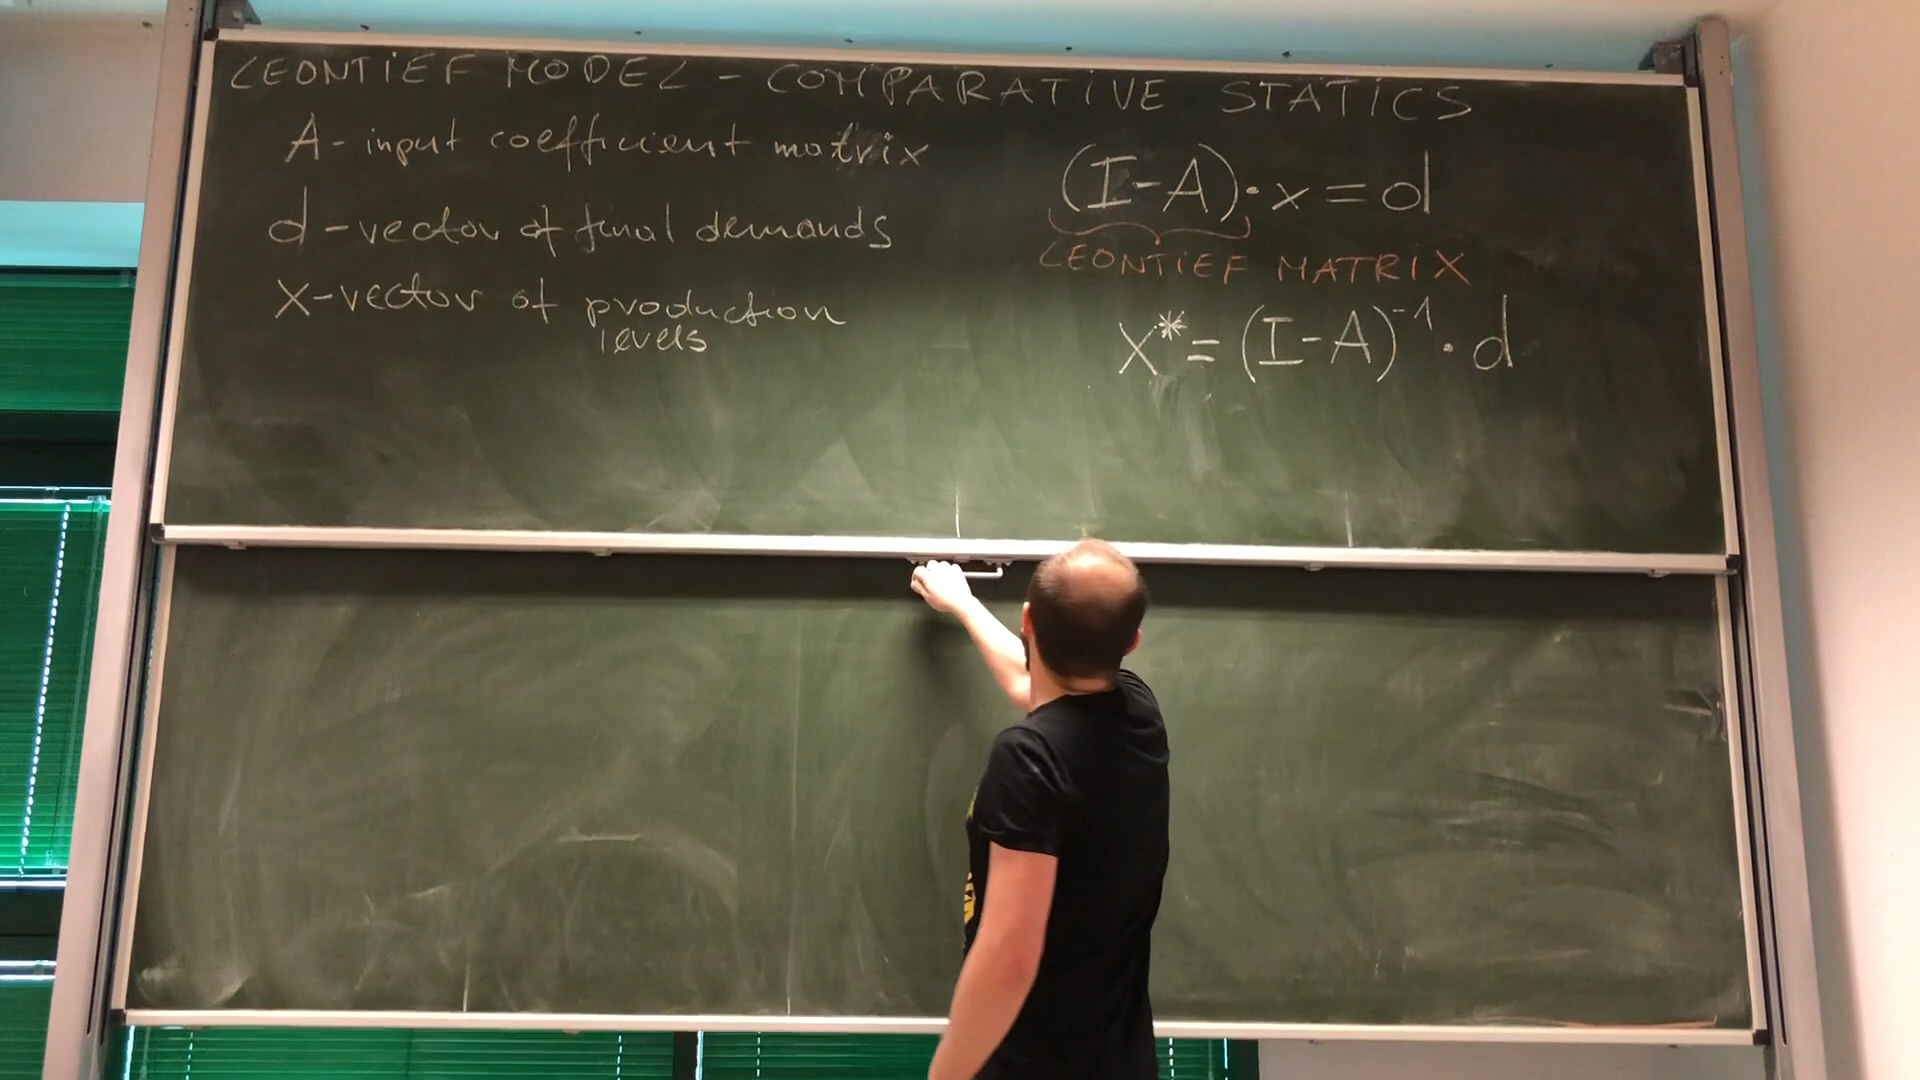 LEONTiEF MODEL - COMPARATiVE STATiCS
A - input coefficient matrix
d - vector of final demands
X - vector of production
levels
(I-A)·x = d
LEONTiEF MATRiX
X* = (I-A)⁻¹·d